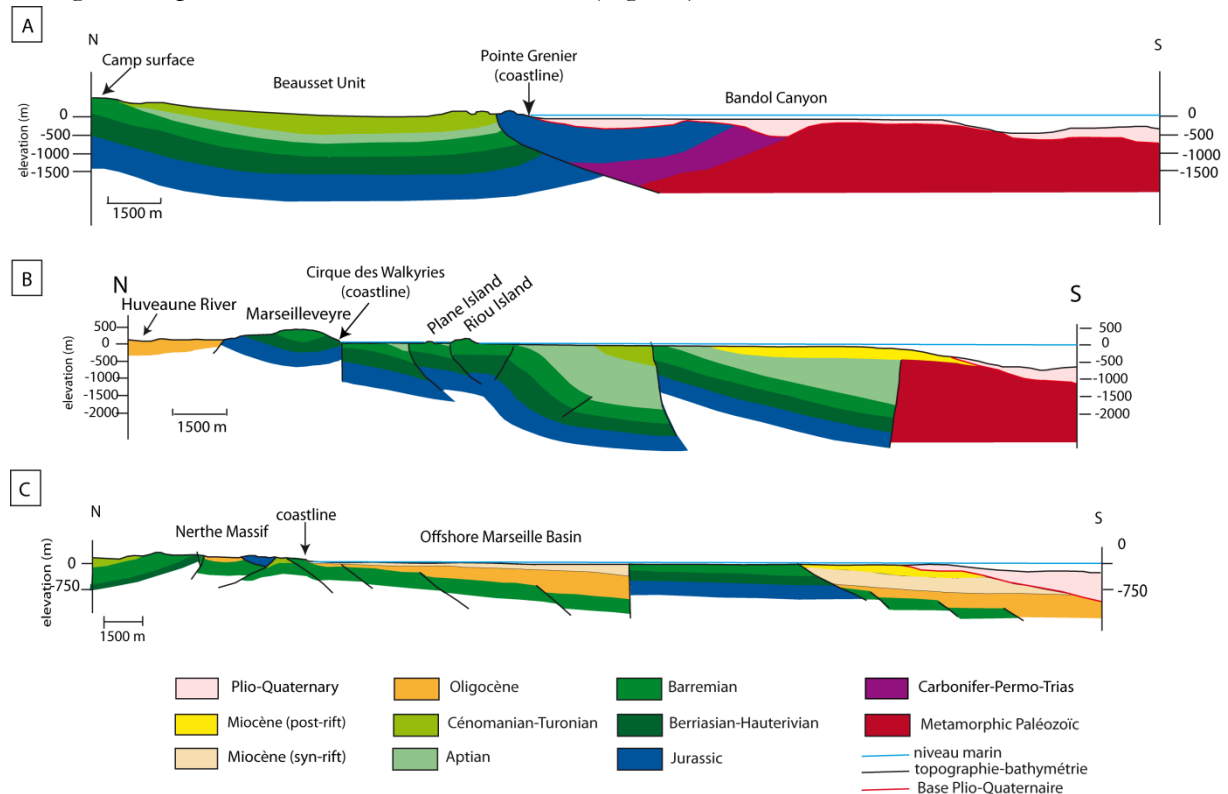 A
N
S
Camp surface
Beausset Unit
Pointe Grenier
(coastline)
Bandol Canyon
elevation (m)
0
-500
-1000
-1500
0
-500
-1000
-1500
1500 m
B
N
S
Huveaune River
Marseilleveyre
Cirque des Walkyries
(coastline)
Plane Island
Riou Island
elevation (m)
500
0
-500
-1000
-1500
-2000
500
0
-500
-1000
-1500
-2000
1500 m
C
N
S
Nerthe Massif
coastline
Offshore Marseille Basin
elevation (m)
0
-750
0
-750
1500 m
Plio-Quaternary
Oligocène
Barremian
Carbonifer-Permo-Trias
Miocène (post-rift)
Cénomanian-Turonian
Berriasian-Hauterivian
Metamorphic Paléozoïc
Miocène (syn-rift)
Aptian
Jurassic
niveau marin
topographie-bathymétrie
Base Plio-Quaternaire